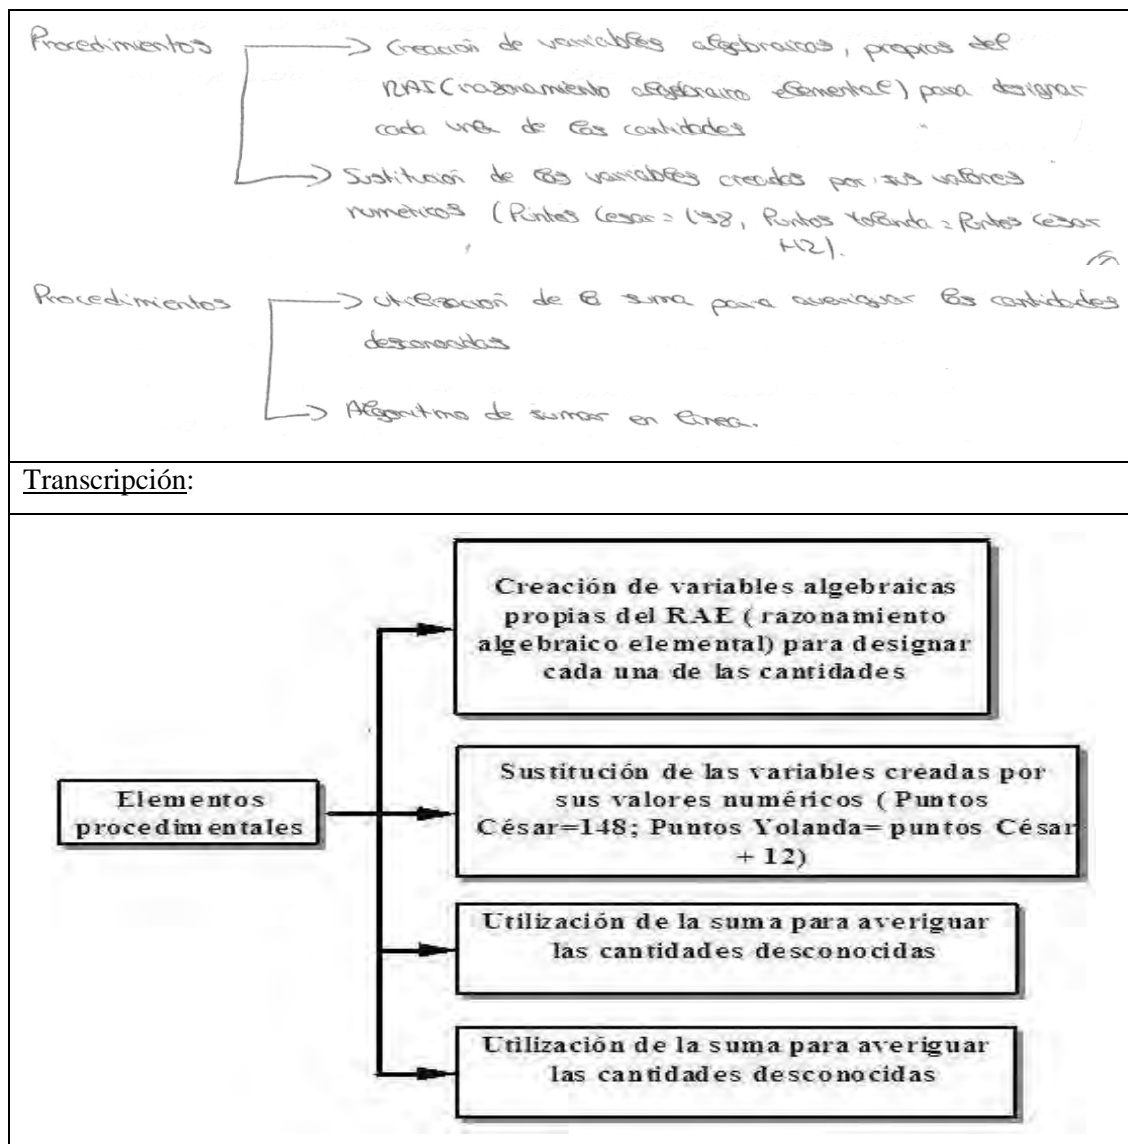 Procedimientos
Creación de variables algebraicas, propias del
RAE (razonamiento algebraico elemental) para designar
cada una de las cantidades
Sustitución de las variables creadas por sus valores
numéricos (Puntos Cesar = 148, Puntos Yolanda = Puntos Cesar
+12).
Procedimientos
Utilización de la suma para averiguar las cantidades
desconocidas
Algoritmo de sumar en línea.
Transcripción:
Creación de variables algebraicas
propias del RAE ( razonamiento
algebraico elemental) para designar
cada una de las cantidades
Elementos
procedimentales
Sustitución de las variables creadas por
sus valores numéricos ( Puntos
César=148; Puntos Yolanda= puntos César
+ 12)
Utilización de la suma para averiguar
las cantidades desconocidas
Utilización de la suma para averiguar
las cantidades desconocidas